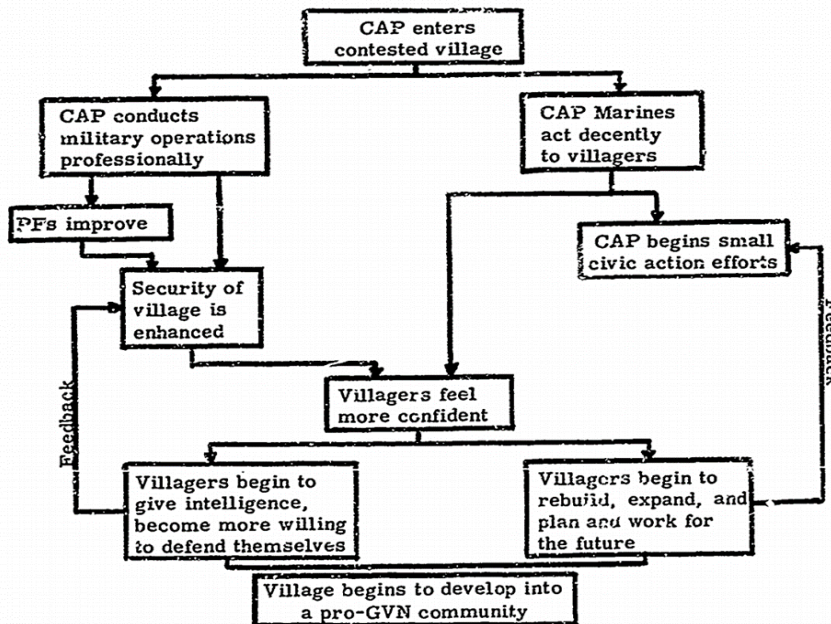 CAP enters
contested village
CAP conducts
military operations
professionally
CAP Marines
act decently
to villagers
PFs improve
CAP begins small
civic action efforts
Security of
village is
enhanced
Feedback
Villagers feel
more confident
Feedback
Villagers begin to
give intelligence,
become more willing
to defend themselves
Villagers begin to
rebuild, expand, and
plan and work for
the future
Village begins to develop into
a pro-GVN community